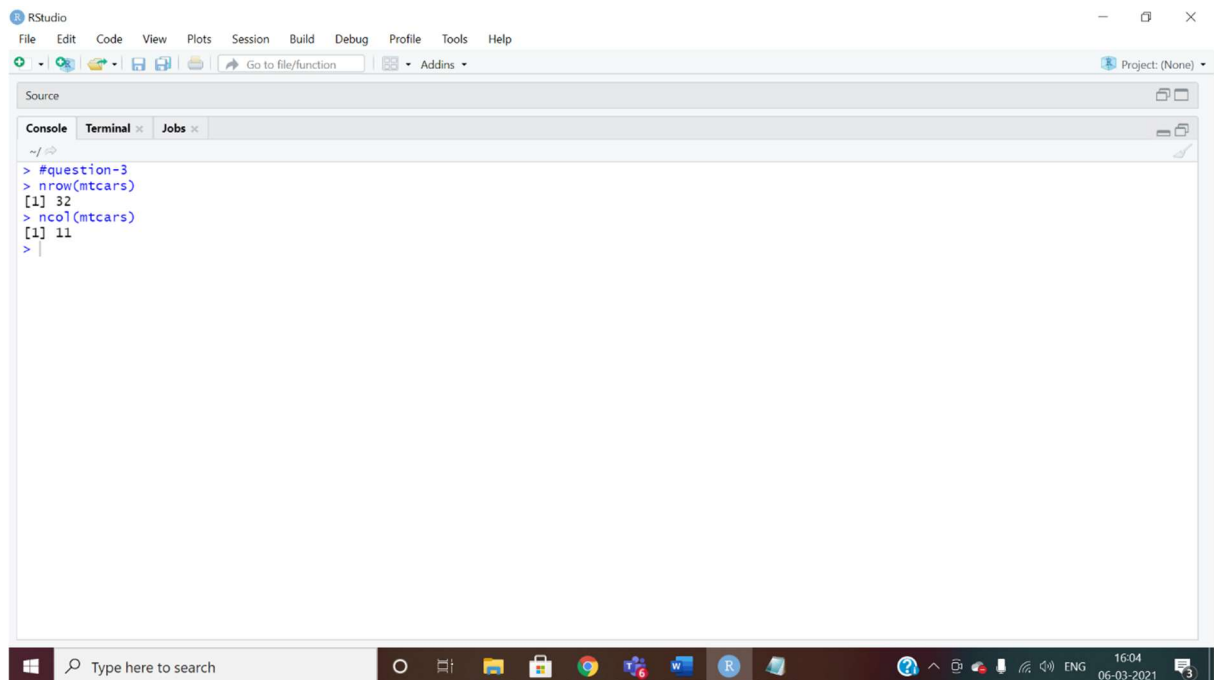 RStudio
File Edit Code View Plots Session Build Debug Profile Tools Help
Go to file/function Addins Project: (None)
Source
Console Terminal Jobs
~/
> #question-3
> nrow(mtcars)
[1] 32
> ncol(mtcars)
[1] 11
>
Type here to search ENG 16:04
06-03-2021